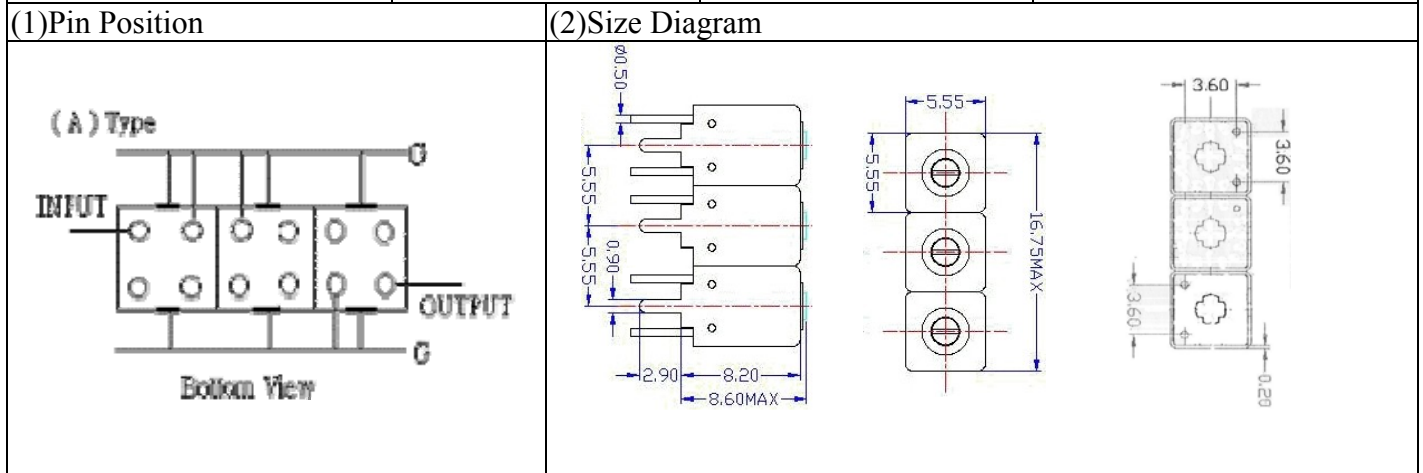 (1)Pin Position
(2)Size Diagram
(A)Type
G
INPUT
OUTPUT
G
Bottom View
ø0.50
5.55
5.55
0.90
2.90
8.20
8.60MAX
5.55
5.55
16.75MAX
3.60
3.60
3.60
0.20